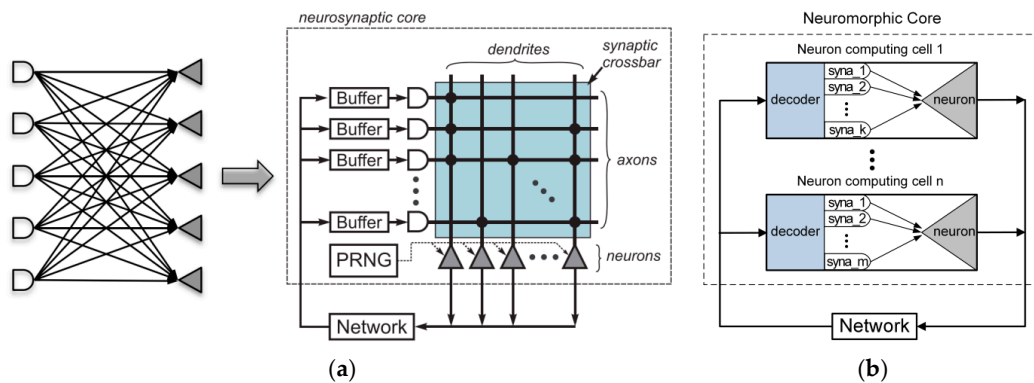 neurosynaptic core
dendrites
synaptic
crossbar
Buffer
Buffer
Buffer
Buffer
axons
PRNG
neurons
Network
(a)
Neuromorphic Core
Neuron computing cell 1
decoder
syna_1
syna_2
syna_k
neuron
Neuron computing cell n
decoder
syna_1
syna_2
syna_m
neuron
Network
(b)